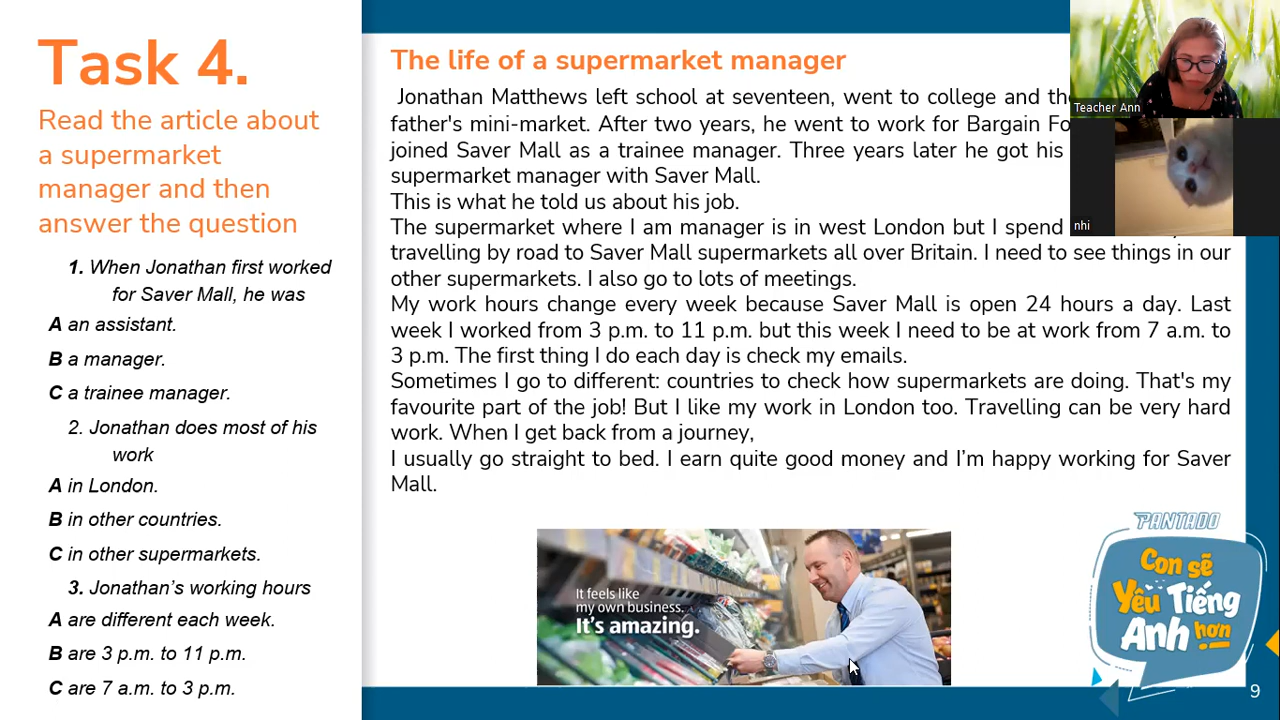 Task 4.
Read the article about
a supermarket
manager and then
answer the question
1. When Jonathan first worked
for Saver Mall, he was
A an assistant.
B a manager.
C a trainee manager.
2. Jonathan does most of his
work
A in London.
B in other countries.
C in other supermarkets.
3. Jonathan's working hours
A are different each week.
B are 3 p.m. to 11 p.m.
C are 7 a.m. to 3 p.m.
The life of a supermarket manager
Jonathan Matthews left school at seventeen, went to college and
father's mini-market. After two years, he went to work for Bargain
joined Saver Mall as a trainee manager. Three years later he got his
supermarket manager with Saver Mall.
This is what he told us about his job.
The supermarket where I am manager is in west London but I spend
travelling by road to Saver Mall supermarkets all over Britain. I need to see things in our
other supermarkets. I also go to lots of meetings.
My work hours change every week because Saver Mall is open 24 hours a day. Last
week I worked from 3 p.m. to 11 p.m. but this week I need to be at work from 7 a.m. to
3 p.m. The first thing I do each day is check my emails.
Sometimes I go to different: countries to check how supermarkets are doing. That's my
favourite part of the job! But I like my work in London too. Travelling can be very hard
work. When I get back from a journey,
I usually go straight to bed. I earn quite good money and I'm happy working for Saver
Mall.
It feels like
my own business.
It's amazing.
Teacher Ann
nhi
PANTADO
Con sẽ
Yêu Tiếng
Anh hơn
9